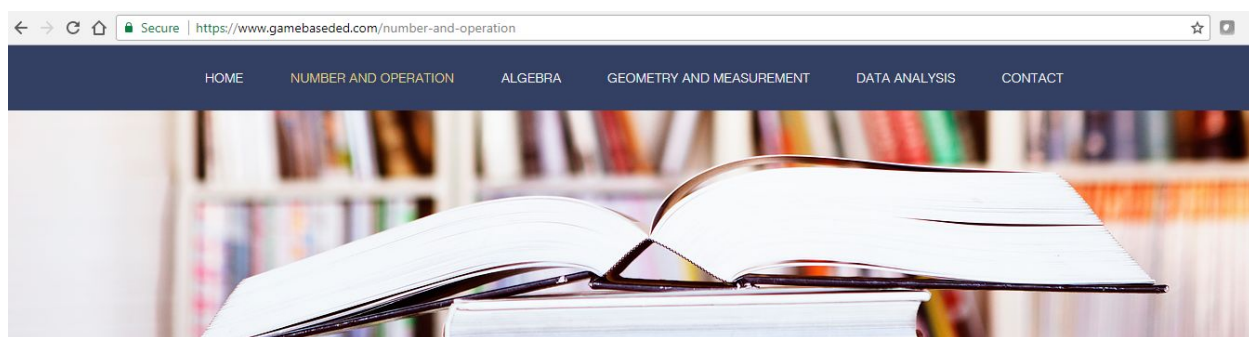 Secure | https://www.gamebaseded.com/number-and-operation
HOME NUMBER AND OPERATION ALGEBRA GEOMETRY AND MEASUREMENT DATA ANALYSIS CONTACT